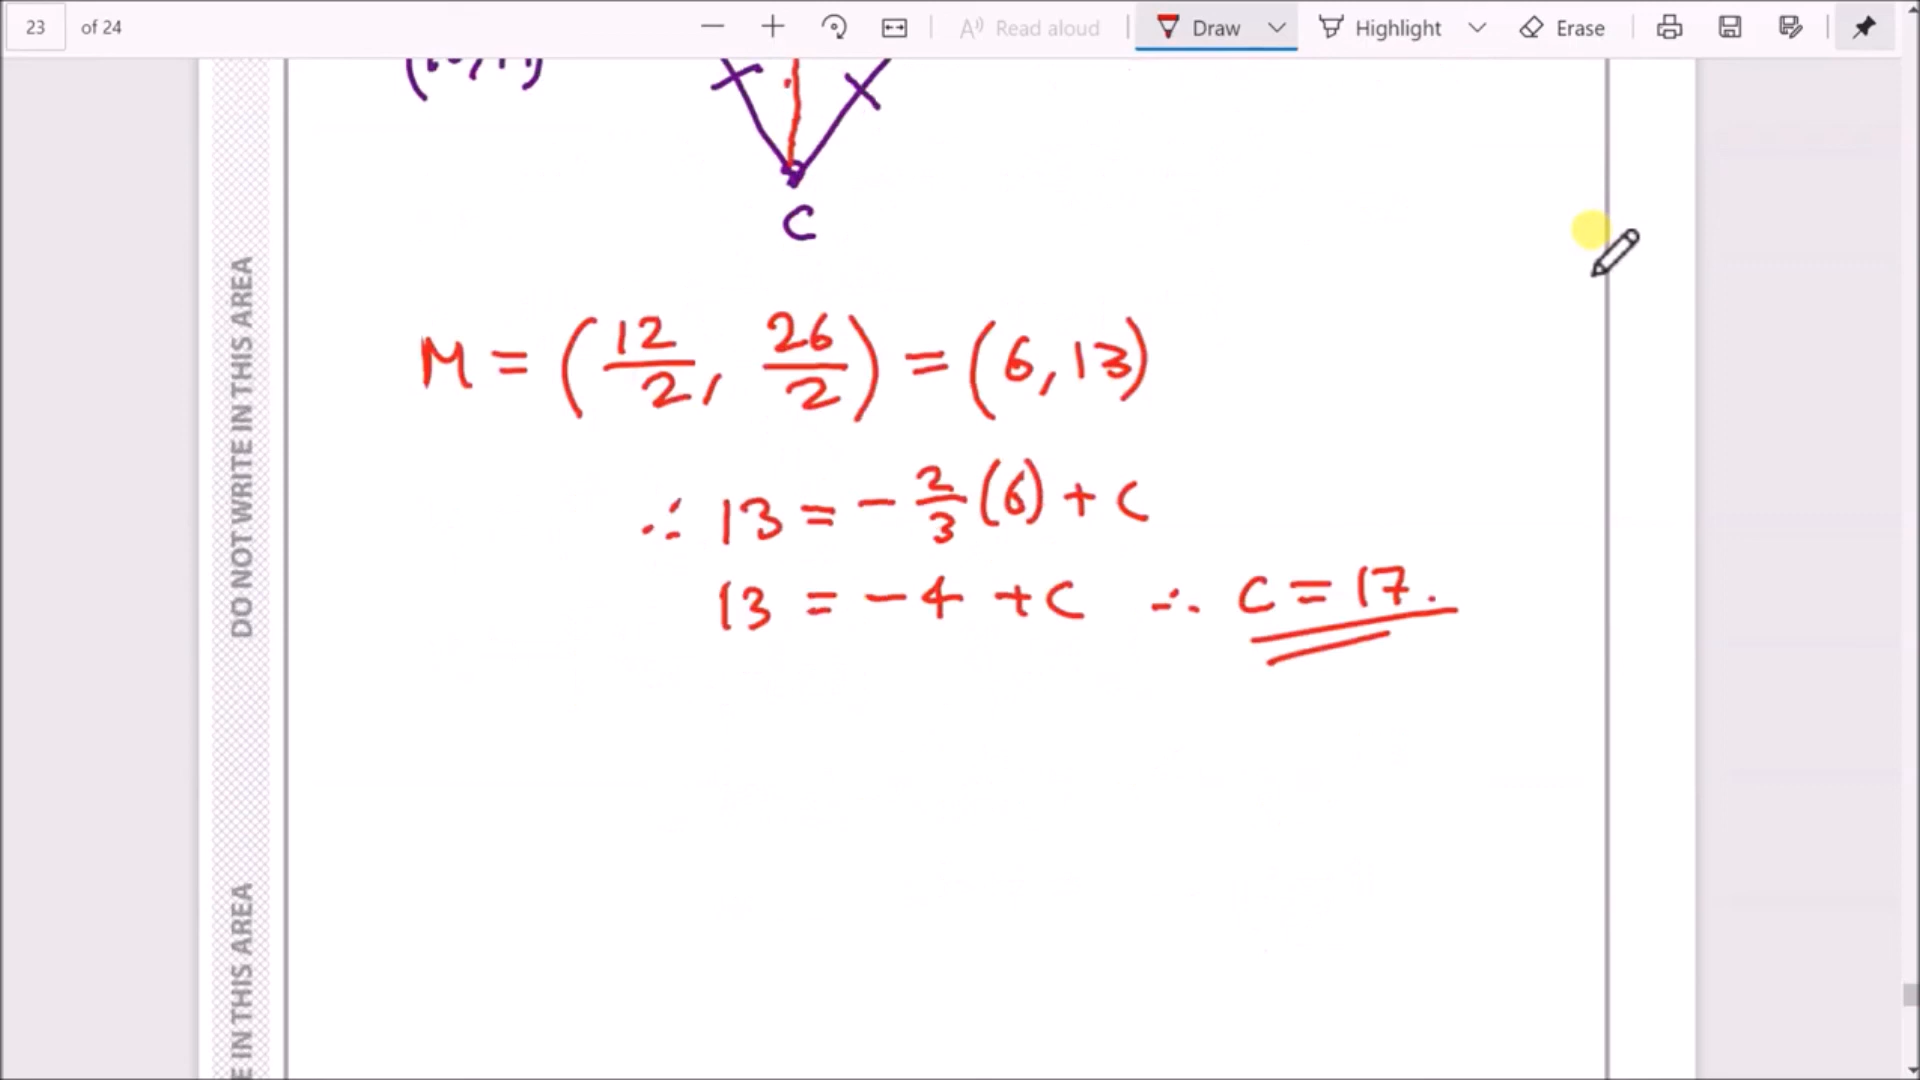 23 of 24 Read aloud Draw Highlight Erase
C
M = (12/2, 26/2) = (6, 13)
∴ 13 = - 2/3 (6) + C
13 = -4 + C ∴ C = 17.
DO NOT WRITE IN THIS AREA
E IN THIS AREA